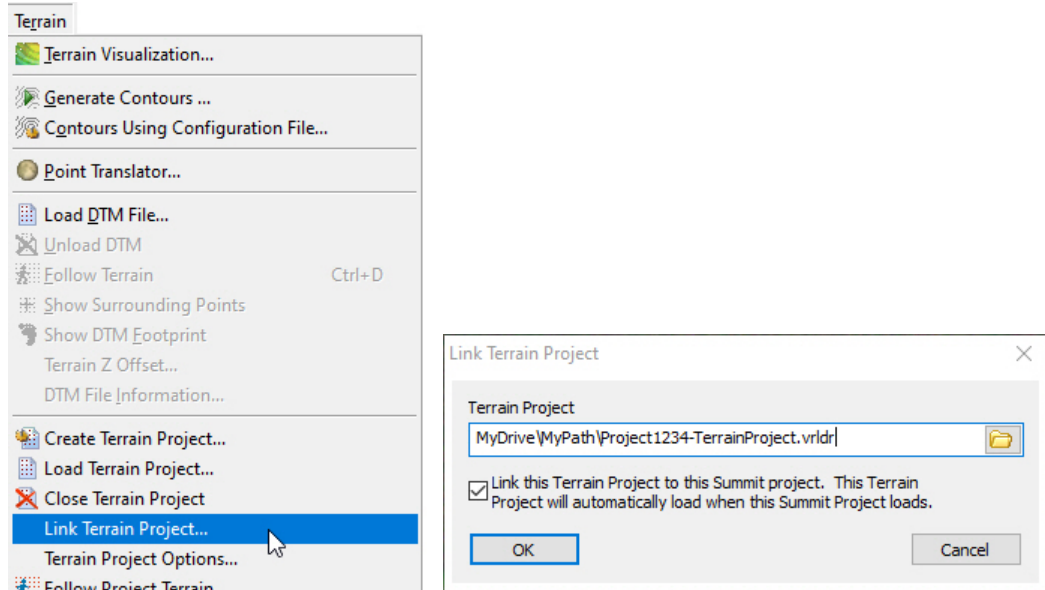 Terrain
Terrain Visualization...
Generate Contours ...
Contours Using Configuration File...
Point Translator...
Load DTM File...
Unload DTM
Follow Terrain Ctrl+D
Show Surrounding Points
Show DTM Footprint
Terrain Z Offset...
DTM File Information...
Create Terrain Project...
Load Terrain Project...
Close Terrain Project
Link Terrain Project...
Terrain Project Options...
Follow Project Terrain
Link Terrain Project
Terrain Project
MyDrive\MyPath\Project1234-TerrainProject.vrldr
Link this Terrain Project to this Summit project. This Terrain
Project will automatically load when this Summit Project loads.
OK Cancel